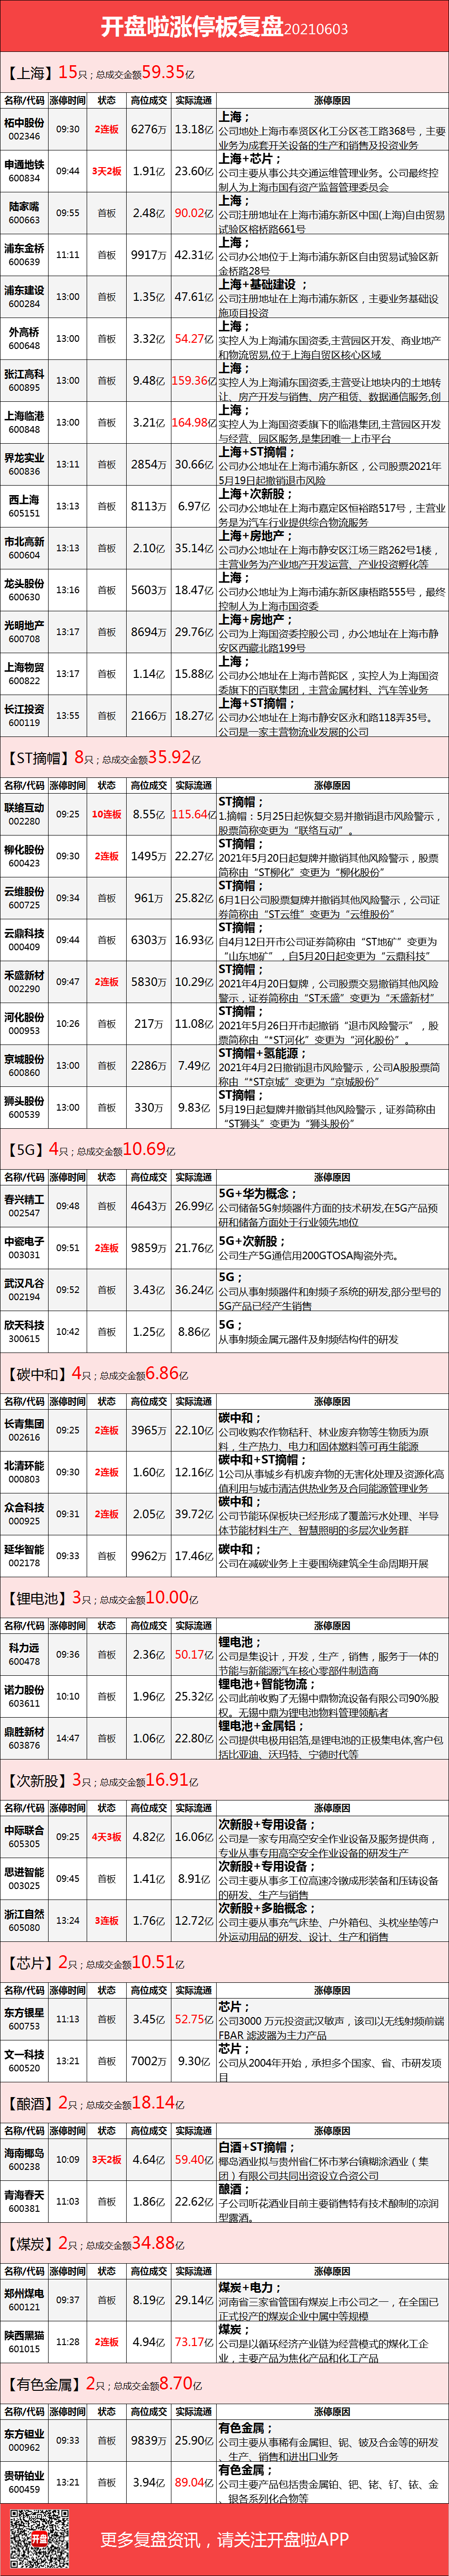 开盘啦涨停板复盘20210603
【上海】15只；总成交金额59.35亿
名称/代码 涨停时间 状态 高位成交 实际流通 涨停原因
柘中股份 002346 09:30 2连板 6276万 13.18亿 上海；
公司地处上海市奉贤区化工分区苍工路368号，主要
业务为成套开关设备的生产和销售及投资业务
申通地铁 600834 09:44 3天2板 1.91亿 23.60亿 上海+芯片；
公司主要从事公共交通运维管理业务。公司最终控
制人为上海市国有资产监督管理委员会
陆家嘴 600663 09:55 首板 2.48亿 90.02亿 上海；
公司注册地址在上海市浦东新区中国(上海)自由贸易
试验区榕桥路661号
浦东金桥 600639 11:11 首板 9917万 42.31亿 上海；
公司办公地位于上海市浦东新区自由贸易试验区新
金桥路28号
浦东建设 600284 13:00 首板 1.35亿 47.61亿 上海+基础建设；
公司注册地址在上海市浦东新区，主要业务基础设
施项目投资
外高桥 600648 13:00 首板 3.32亿 54.27亿 上海；
实控人为上海浦东国资委,主营园区开发、商业地产
和物流贸易,位于上海自贸区核心区域
张江高科 600895 13:00 首板 9.48亿 159.36亿 上海；
实控人为上海浦东国资委,主营受让地块内的土地转
让、房产开发与销售、房产租赁、数据通信服务,创
上海临港 600848 13:00 首板 3.21亿 164.98亿 上海；
实控人为上海国资委旗下的临港集团,主营园区开发
与经营、园区服务,是集团唯一上市平台
界龙实业 600836 13:11 首板 2854万 30.66亿 上海+ST摘帽；
公司办公地址在上海市浦东新区，公司股票2021年
5月19日起撤销退市风险
西上海 605151 13:13 首板 8113万 6.97亿 上海+次新股；
公司办公地址在上海市嘉定区恒裕路517号，主营业
务是为汽车行业提供综合物流服务
市北高新 600604 13:13 首板 2.10亿 35.14亿 上海+房地产；
公司办公地址在上海市静安区江场三路262号1楼，
主营业务为产业地产开发运营、产业投资孵化等
龙头股份 600630 13:16 首板 5603万 18.47亿 上海；
公司办公地址为上海市浦东新区康梧路555号，最终
控制人为上海市国资委
光明地产 600708 13:17 首板 8694万 29.76亿 上海+房地产；
公司为上海国资委控股公司，办公地址在上海市静
安区西藏北路199号
上海物贸 600822 13:17 首板 1.14亿 15.88亿 上海；
公司办公地址在上海市普陀区，实控人为上海国资
委旗下的百联集团，主营金属材料、汽车等业务
长江投资 600119 13:55 首板 2166万 18.27亿 上海+ST摘帽；
公司办公地址在上海市静安区永和路118弄35号。
公司是一家主营物流业发展的公司
【ST摘帽】8只；总成交金额35.92亿
名称/代码 涨停时间 状态 高位成交 实际流通 涨停原因
联络互动 002280 09:25 10连板 8.55亿 115.64亿 ST摘帽；
1.摘帽：5月25日起恢复交易并撤销退市风险警示，
股票简称变更为“联络互动”。
柳化股份 600423 09:30 2连板 1495万 22.27亿 ST摘帽；
2021年5月20日起复牌并撤销其他风险警示，股票
简称由“ST柳化”变更为“柳化股份”
云维股份 600725 09:34 首板 961万 25.82亿 ST摘帽；
6月1日公司股票复牌并撤销其他风险警示，公司证
券简称由“ST云维”变更为“云维股份”
云鼎科技 000409 09:44 首板 6303万 16.93亿 ST摘帽；
自4月12日开市公司证券简称由“ST地矿”变更为
“山东地矿”，自5月20日起变更为“云鼎科技”
禾盛新材 002290 09:47 2连板 5830万 10.29亿 ST摘帽；
2021年4月20日复牌，公司股票交易撤销其他风险
警示，证券简称由“ST禾盛”变更为“禾盛新材”
河化股份 000953 10:26 首板 217万 11.08亿 ST摘帽；
2021年5月26日开市起撤销“退市风险警示”，股
票简称由“*ST河化”变更为“河化股份”。
京城股份 600860 13:00 首板 2286万 7.49亿 ST摘帽+氢能源；
2021年4月2日撤销退市风险警示，公司A股股票简
称由“*ST京城”变更为“京城股份”
狮头股份 600539 13:00 首板 330万 9.83亿 ST摘帽；
5月19日起复牌并撤销其他风险警示，证券简称由
“ST狮头”变更为“狮头股份”
【5G】4只；总成交金额10.69亿
名称/代码 涨停时间 状态 高位成交 实际流通 涨停原因
春兴精工 002547 09:48 首板 4643万 26.99亿 5G+华为概念；
公司储备5G射频器件方面的技术研发,在5G产品预
研和储备方面处于行业领先地位
中瓷电子 003031 09:51 2连板 9859万 21.76亿 5G+次新股；
公司生产5G通信用200GTOSA陶瓷外壳。
武汉凡谷 002194 09:52 首板 3.43亿 36.24亿 5G；
公司从事射频器件和射频子系统的研发,部分型号的
5G产品已经产生销售
欣天科技 300615 10:42 首板 1.25亿 8.86亿 5G；
从事射频金属元器件及射频结构件的研发
【碳中和】4只；总成交金额6.86亿
名称/代码 涨停时间 状态 高位成交 实际流通 涨停原因
长青集团 002616 09:25 2连板 3965万 22.10亿 碳中和；
公司收购农作物秸秆、林业废弃物等生物质为原
料，生产热力、电力和固体燃料等可再生能源
北清环能 000803 09:30 2连板 1.60亿 12.16亿 碳中和+ST摘帽；
1公司从事城乡有机废弃物的无害化处理及资源化高
值利用与城市清洁供热业务及合同能源管理业务
众合科技 000925 09:31 2连板 2.05亿 39.72亿 碳中和；
公司节能环保板块已经形成了覆盖污水处理、半导
体节能材料生产、智慧照明的多层次业务群
延华智能 002178 09:33 首板 9962万 17.46亿 碳中和；
公司在减碳业务上主要围绕建筑全生命周期开展
【锂电池】3只；总成交金额10.00亿
名称/代码 涨停时间 状态 高位成交 实际流通 涨停原因
科力远 600478 09:36 首板 2.36亿 50.17亿 锂电池；
公司是集设计，开发，生产，销售，服务于一体的
节能与新能源汽车核心零部件制造商
诺力股份 603611 10:10 首板 1.96亿 25.32亿 锂电池+智能物流；
公司此前收购了无锡中鼎物流设备有限公司90%股
权。无锡中鼎为锂电池物料管理领航者
鼎胜新材 603876 14:47 首板 1.06亿 22.80亿 锂电池+金属铝；
公司提供电极用铝箔,是锂电池的正极集电体,客户包
括比亚迪、沃玛特、宁德时代等
【次新股】3只；总成交金额16.91亿
名称/代码 涨停时间 状态 高位成交 实际流通 涨停原因
中际联合 605305 09:25 4天3板 4.82亿 16.06亿 次新股+专用设备；
公司是一家专用高空安全作业设备及服务提供商，
专业从事专用高空安全作业设备的研发生产
思进智能 003025 09:45 首板 1.41亿 8.91亿 次新股+专用设备；
公司主要从事多工位高速冷镦成形装备和压铸设备
的研发、生产与销售
浙江自然 605080 13:24 3连板 1.76亿 12.72亿 次新股+多胎概念；
公司主要从事充气床垫、户外箱包、头枕坐垫等户
外运动用品的研发、设计、生产和销售
【芯片】2只；总成交金额10.51亿
名称/代码 涨停时间 状态 高位成交 实际流通 涨停原因
东方银星 600753 11:13 首板 3.45亿 52.75亿 芯片；
公司3000 万元投资武汉敏声，该司以无线射频前端
FBAR 滤波器为主力产品
文一科技 600520 13:21 首板 7002万 9.30亿 芯片；
公司从2004年开始，承担多个国家、省、市研发项
目
【酿酒】2只；总成交金额18.14亿
名称/代码 涨停时间 状态 高位成交 实际流通 涨停原因
海南椰岛 600238 10:09 3天2板 4.64亿 59.40亿 白酒+ST摘帽；
椰岛酒业拟与贵州省仁怀市茅台镇糊涂酒业（集
团）有限公司共同出资设立合资公司
青海春天 600381 11:03 首板 1.86亿 22.62亿 酿酒；
子公司听花酒业目前主要销售特有技术酿制的凉润
型露酒。
【煤炭】2只；总成交金额34.88亿
名称/代码 涨停时间 状态 高位成交 实际流通 涨停原因
郑州煤电 600121 09:37 首板 8.19亿 29.14亿 煤炭+电力；
河南省三家省管国有煤炭上市公司之一，在全国已
正式投产的煤炭企业中属中等规模
陕西黑猫 601015 11:28 2连板 4.94亿 73.17亿 煤炭；
公司是以循环经济产业链为经营模式的煤化工企
业，主要产品为焦化产品和化工产品
【有色金属】2只；总成交金额8.70亿
名称/代码 涨停时间 状态 高位成交 实际流通 涨停原因
东方钽业 000962 09:33 首板 9839万 25.90亿 有色金属；
公司主要从事稀有金属钽、铌、铍及合金等的研发
、生产、销售和进出口业务
贵研铂业 600459 13:21 首板 3.94亿 89.04亿 有色金属；
公司主要产品包括贵金属铂、钯、铑、钌、铱、金
、银各系列化合物等
开盘
更多复盘资讯，请关注开盘啦APP